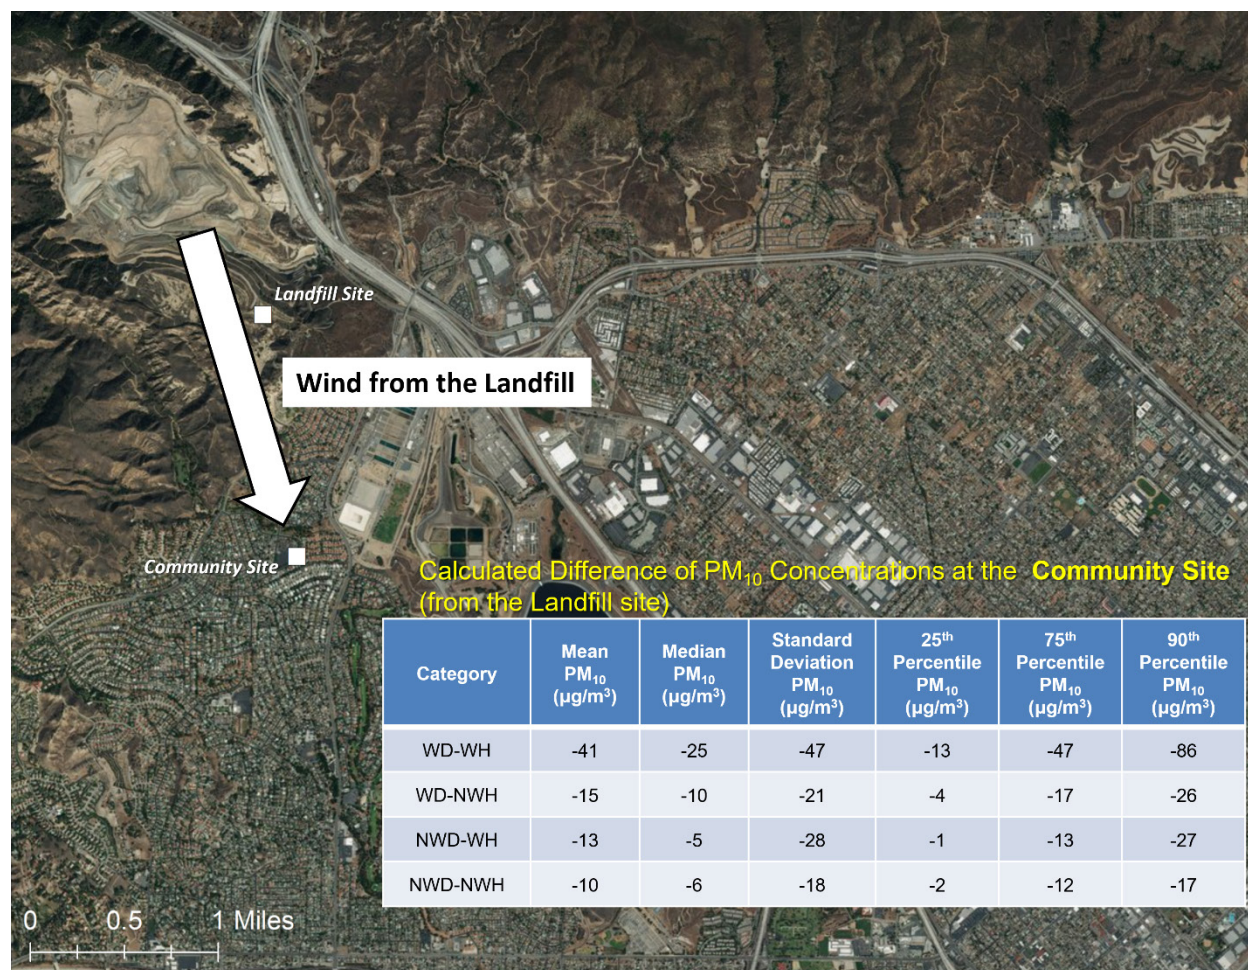 Landfill Site
Wind from the Landfill
Community Site
Calculated Difference of PM10 Concentrations at the Community Site
(from the Landfill site)
Category
Mean
PM10
(µg/m³)
Median
PM10
(µg/m³)
Standard
Deviation
PM10
(µg/m³)
25th
Percentile
PM10
(µg/m³)
75th
Percentile
PM10
(µg/m³)
90th
Percentile
PM10
(µg/m³)
WD-WH -41 -25 -47 -13 -47 -86
WD-NWH -15 -10 -21 -4 -17 -26
NWD-WH -13 -5 -28 -1 -13 -27
NWD-NWH -10 -6 -18 -2 -12 -17
0 0.5 1 Miles